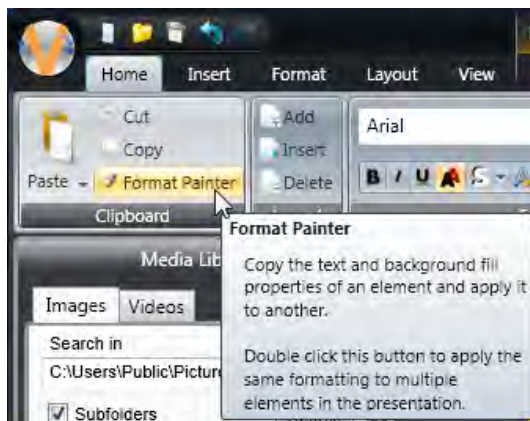 Home Insert Format Layout View
Cut
Copy
Paste
Format Painter
Clipboard
Add
Insert
Delete
Arial
B I U
Format Painter
Copy the text and background fill
properties of an element and apply it
to another.
Double click this button to apply the
same formatting to multiple
elements in the presentation.
Media Lib
Images Videos
Search in
C:\Users\Public\Picture
Subfolders